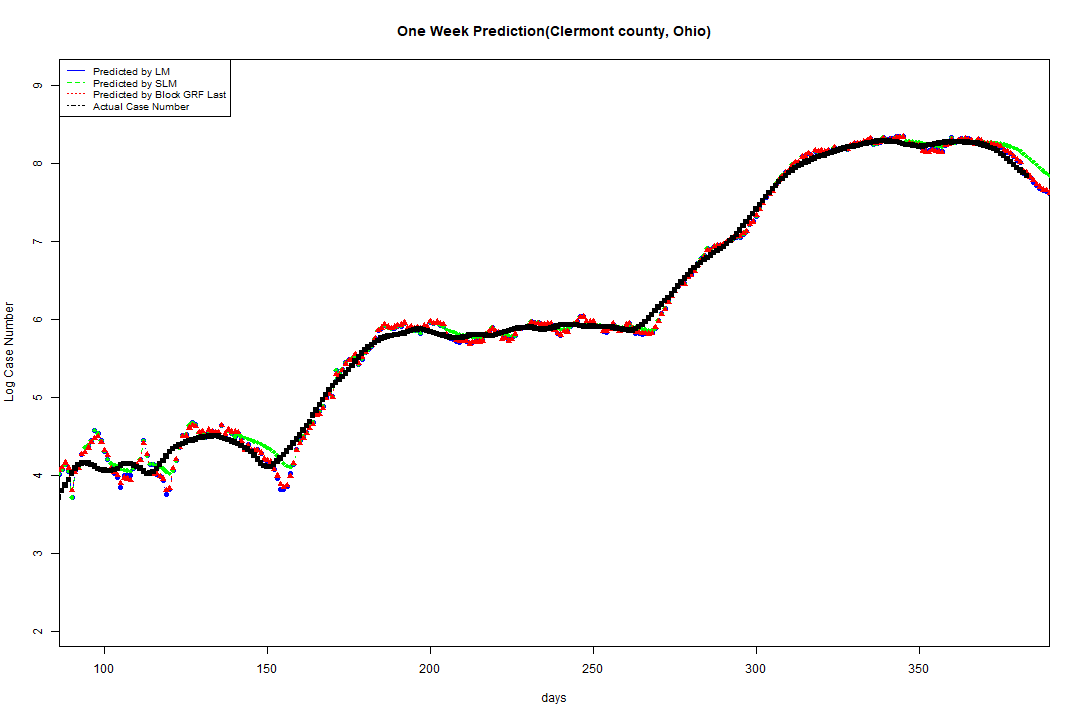 One Week Prediction(Clermont county, Ohio)
Predicted by LM
Predicted by SLM
Predicted by Block GRF Last
Actual Case Number
9
8
7
6
5
4
3
2
Log Case Number
100 150 200 250 300 350
days